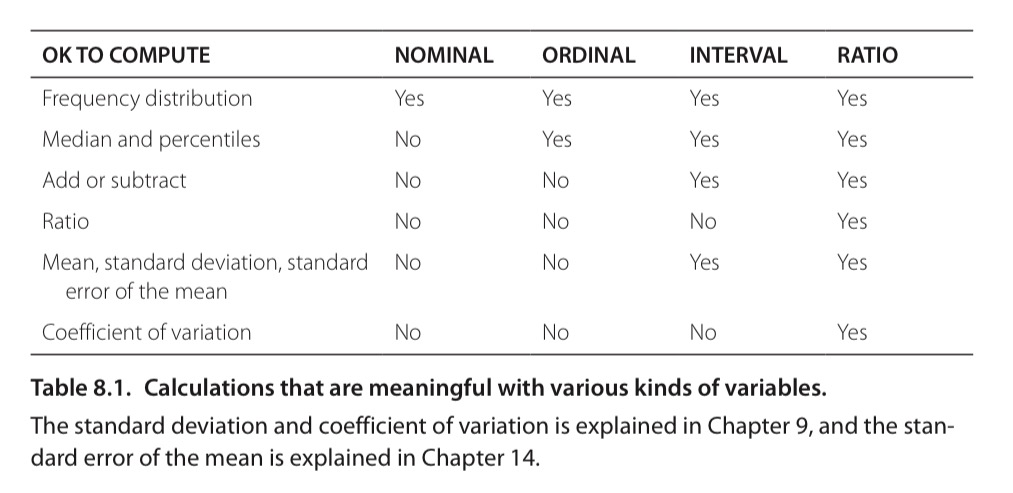 OK TO COMPUTE NOMINAL ORDINAL INTERVAL RATIO
Frequency distribution Yes Yes Yes Yes
Median and percentiles No Yes Yes Yes
Add or subtract No No Yes Yes
Ratio No No No Yes
Mean, standard deviation, standard No No Yes Yes
error of the mean
Coefficient of variation No No No Yes
Table 8.1. Calculations that are meaningful with various kinds of variables.
The standard deviation and coefficient of variation is explained in Chapter 9, and the stan-
dard error of the mean is explained in Chapter 14.